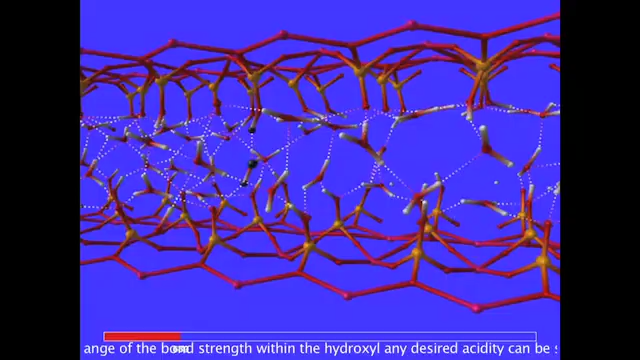 ange of the bond strength within the hydroxyl any desired acidity can be